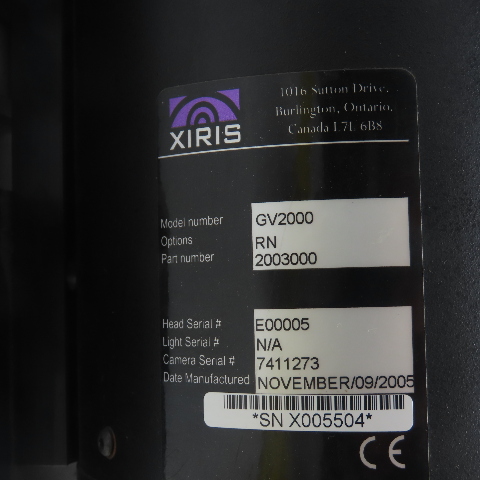 XIRIS
1016 Sutton Drive,
Burlington, Ontario,
Canada L7L 6B8
Model number GV2000
Options RN
Part number 2003000
Head Serial # E00005
Light Serial # N/A
Camera Serial # 7411273
Date Manufactured NOVEMBER/09/2005
*SN X005504*
CE